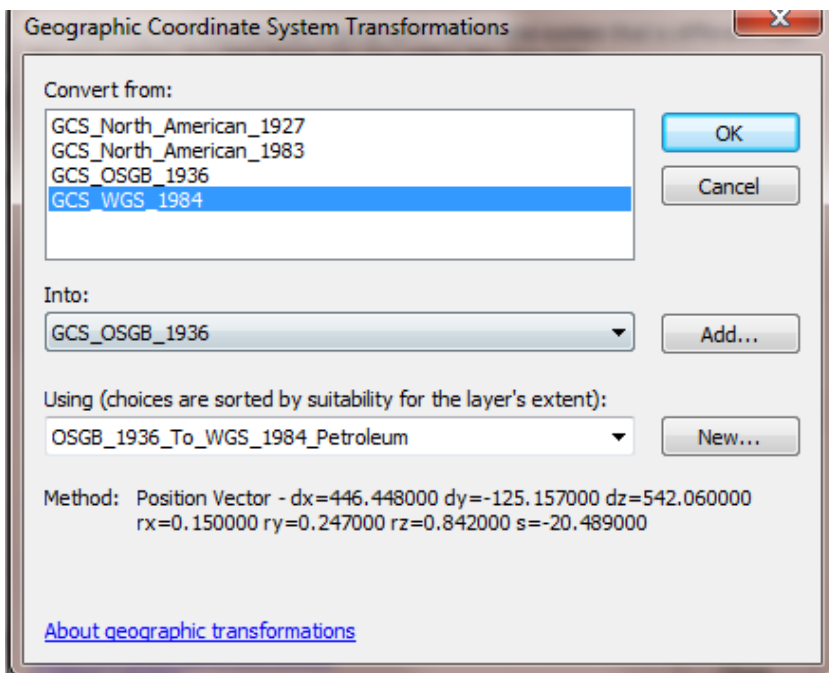 Geographic Coordinate System Transformations
Convert from:
GCS_North_American_1927
GCS_North_American_1983
GCS_OSGB_1936
GCS_WGS_1984
OK
Cancel
Into:
GCS_OSGB_1936
Add...
Using (choices are sorted by suitability for the layer's extent):
OSGB_1936_To_WGS_1984_Petroleum
New...
Method: Position Vector - dx=446.448000 dy=-125.157000 dz=542.060000
rx=0.150000 ry=0.247000 rz=0.842000 s=-20.489000
About geographic transformations